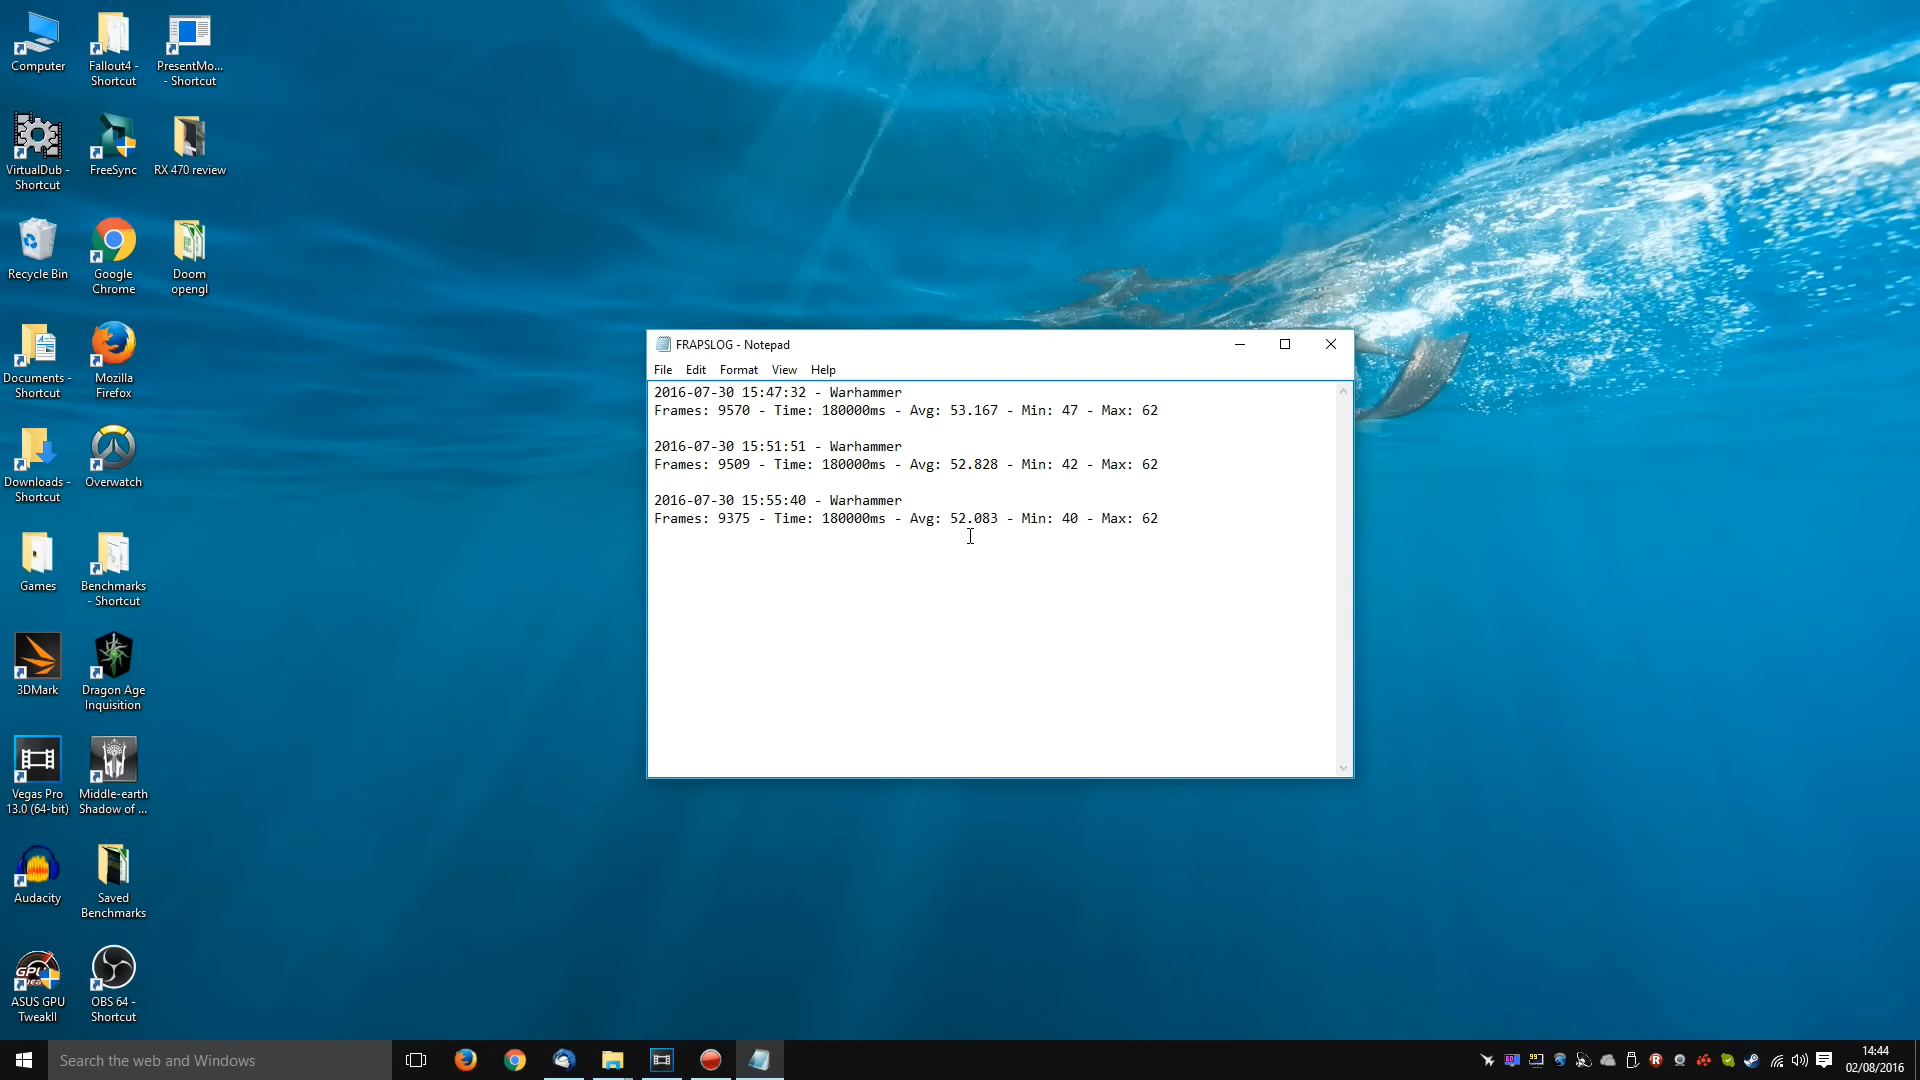 Computer
Fallout4 -
Shortcut
PresentMo...
- Shortcut
VirtualDub -
Shortcut
FreeSync
RX 470 review
Recycle Bin
Google
Chrome
Doom
opengl
Documents -
Shortcut
Mozilla
Firefox
Downloads -
Shortcut
Overwatch
Games
Benchmarks
- Shortcut
3DMark
Dragon Age
Inquisition
Vegas Pro
13.0 (64-bit)
Middle-earth
Shadow of ...
Audacity
Saved
Benchmarks
GPU
ASUS GPU
TweakII
OBS 64 -
Shortcut
FRAPSLOG - Notepad
File Edit Format View Help
2016-07-30 15:47:32 - Warhammer
Frames: 9570 - Time: 180000ms - Avg: 53.167 - Min: 47 - Max: 62
2016-07-30 15:51:51 - Warhammer
Frames: 9509 - Time: 180000ms - Avg: 52.828 - Min: 42 - Max: 62
2016-07-30 15:55:40 - Warhammer
Frames: 9375 - Time: 180000ms - Avg: 52.083 - Min: 40 - Max: 62
Search the web and Windows
14:44
02/08/2016